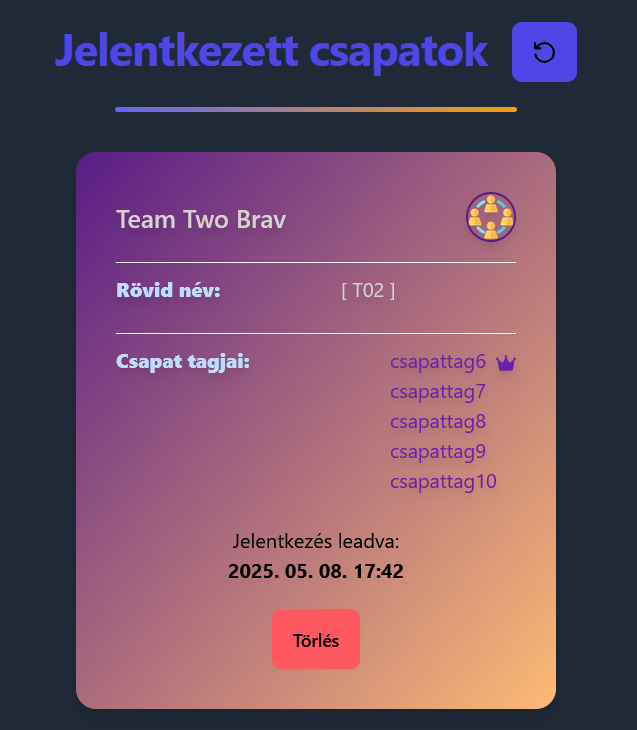 Jelentkezett csapatok
Team Two Brav
Rövid név: [ T02 ]
Csapat tagjai: csapattag6
csapattag7
csapattag8
csapattag9
csapattag10
Jelentkezés leadva:
2025. 05. 08. 17:42
Törlés